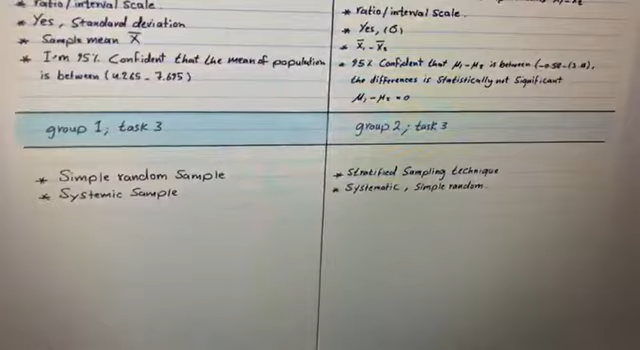 * ratio/interval Scale.
* Yes, Standard deviation
* Sample mean X̄
* I'm 95% Confident that the mean of population
is between (4.265 - 7.695)
* ratio/interval Scale.
* Yes, (σ)
* X̄₁ - X̄₂
* 95% Confident that μ₁-μ₂ is between
the differences is Statistically not Significant
μ₁-μ₂ = 0
group 1; task 3
group 2; task 3
* Simple random Sample
* Systemic Sample
* Stratified Sampling technique
* Systematic, Simple random.